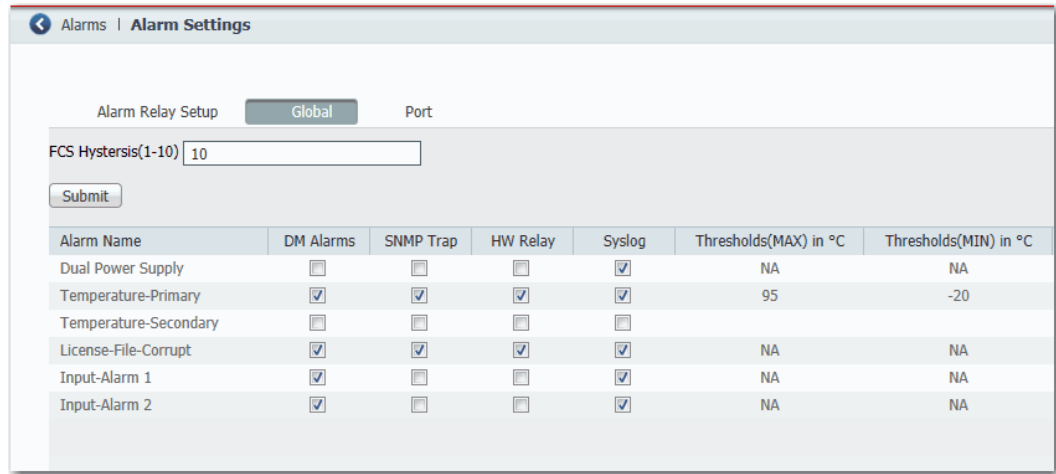 Alarms | Alarm Settings
Alarm Relay Setup Global Port
FCS Hystersis(1-10) 10
Submit
Alarm Name DM Alarms SNMP Trap HW Relay Syslog Thresholds(MAX) in °C Thresholds(MIN) in °C
Dual Power Supply NA NA
Temperature-Primary 95 -20
Temperature-Secondary
License-File-Corrupt NA NA
Input-Alarm 1 NA NA
Input-Alarm 2 NA NA